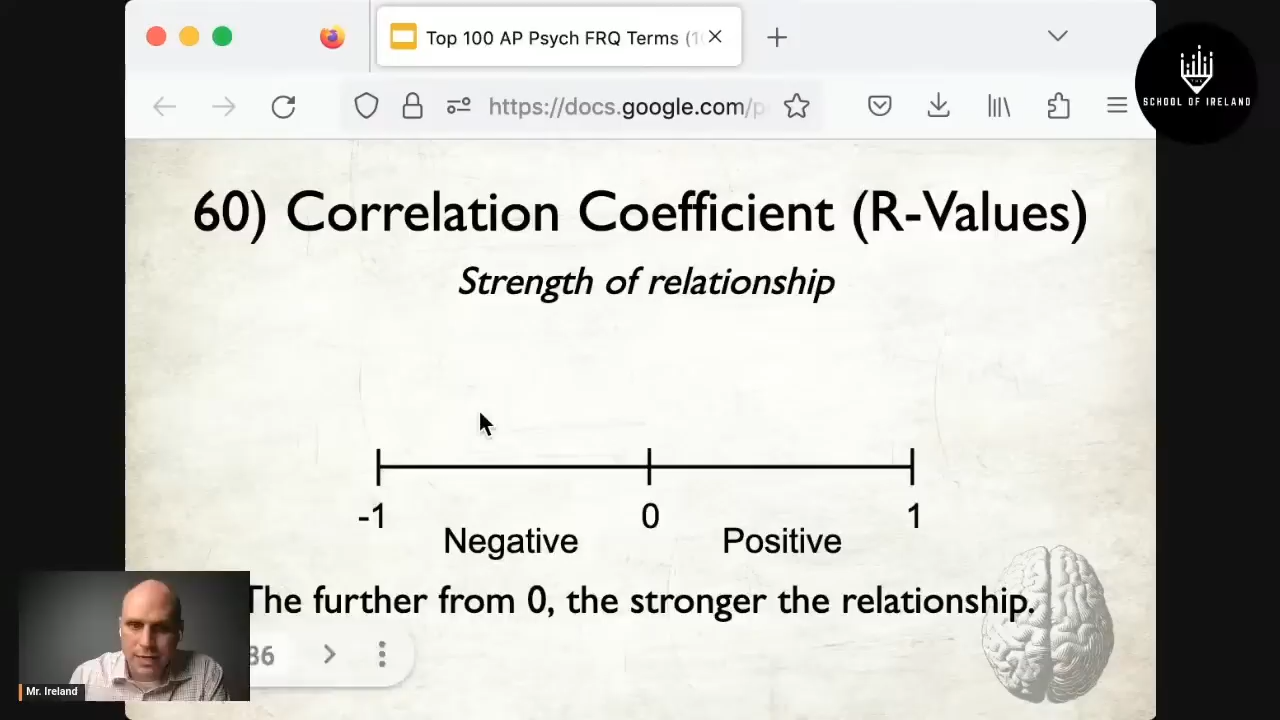 Top 100 AP Psych FRQ Terms (1
https://docs.google.com/p
THE
SCHOOL OF IRELAND
60) Correlation Coefficient (R-Values)
Strength of relationship
-1
0
1
Negative
Positive
The further from 0, the stronger the relationship.
36
Mr. Ireland